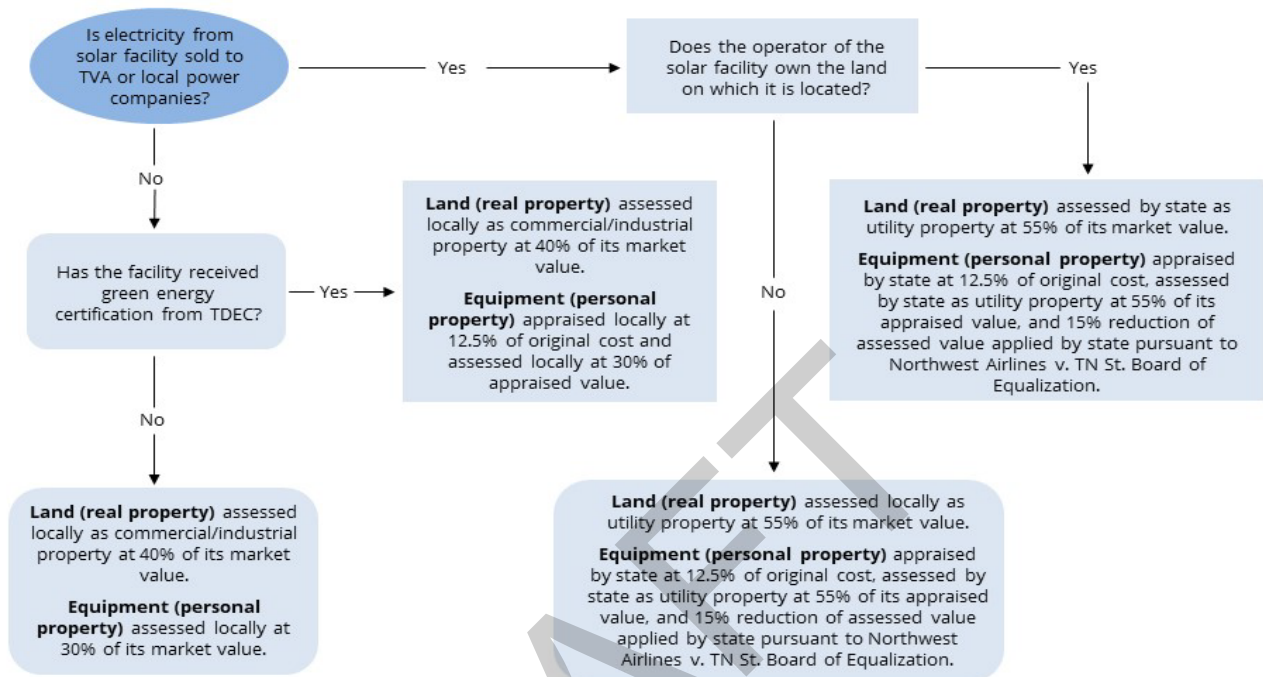 Is electricity from
solar facility sold to
TVA or local power
companies?
Yes
Does the operator of the
solar facility own the land
on which it is located?
Yes
No
Land (real property) assessed
locally as commercial/industrial
property at 40% of its market
value.
Equipment (personal
property) appraised locally at
12.5% of original cost and
assessed locally at 30% of
appraised value.
Land (real property) assessed by state as
utility property at 55% of its market value.
Equipment (personal property) appraised
by state at 12.5% of original cost, assessed
by state as utility property at 55% of its
appraised value, and 15% reduction of
assessed value applied by state pursuant to
Northwest Airlines v. TN St. Board of
Equalization.
Has the facility received
green energy
certification from TDEC?
Yes
No
No
Land (real property) assessed
locally as commercial/industrial
property at 40% of its market
value.
Equipment (personal
property) assessed locally at
30% of its market value.
Land (real property) assessed locally as
utility property at 55% of its market value.
Equipment (personal property) appraised
by state at 12.5% of original cost, assessed by
state as utility property at 55% of its appraised
value, and 15% reduction of assessed value
applied by state pursuant to Northwest
Airlines v. TN St. Board of Equalization.